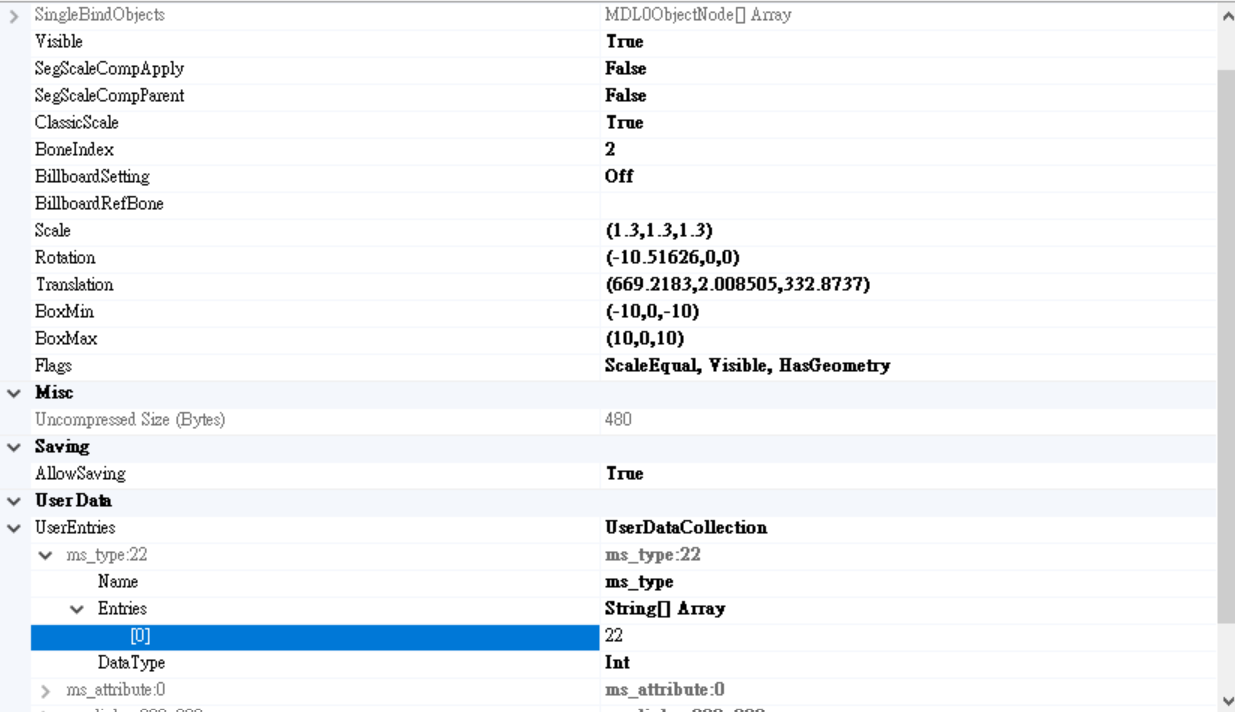 SingleBindObjects MDL0ObjectNode[] Array
Visible True
SegScaleCompApply False
SegScaleCompParent False
ClassicScale True
BoneIndex 2
BillboardSetting Off
BillboardRefBone
Scale (1.3,1.3,1.3)
Rotation (-10.51626,0,0)
Translation (669.2183,2.008505,332.8737)
BoxMin (-10,0,-10)
BoxMax (10,0,10)
Flags ScaleEqual, Visible, HasGeometry
Misc
Uncompressed Size (Bytes) 480
Saving
AllowSaving True
User Data
UserEntries UserDataCollection
ms_type:22 ms_type:22
Name ms_type
Entries String[] Array
[0] 22
DataType Int
ms_attribute:0 ms_attribute:0